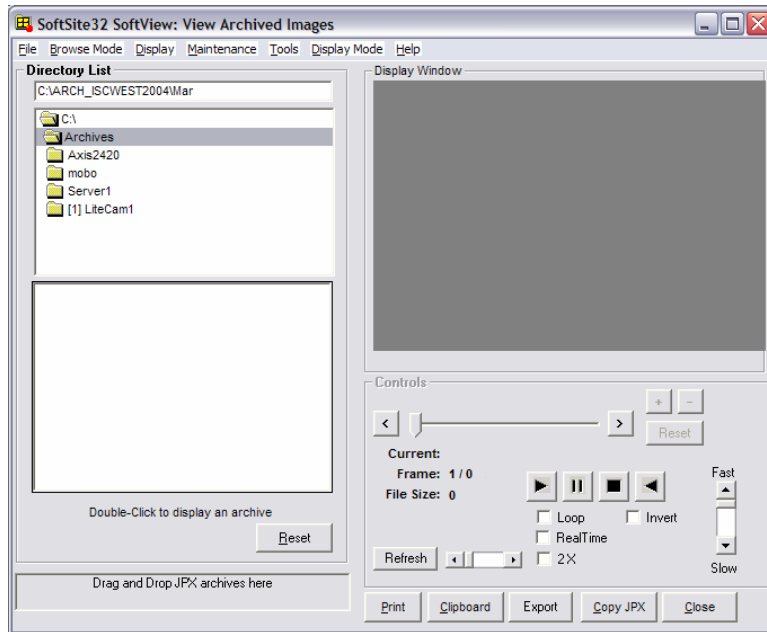 SoftSite32 SoftView: View Archived Images
File Browse Mode Display Maintenance Tools Display Mode Help
Directory List
C:\ARCH_ISCWEST2004\Mar
C:\
Archives
Axis2420
mobo
Server1
[1] LiteCam1
Double-Click to display an archive
Reset
Drag and Drop JPX archives here
Display Window
Controls
< >
+ -
Reset
Current:
Frame: 1 / 0
File Size: 0
Fast
Loop Invert
RealTime
2X
Refresh
Slow
Print Clipboard Export Copy JPX Close